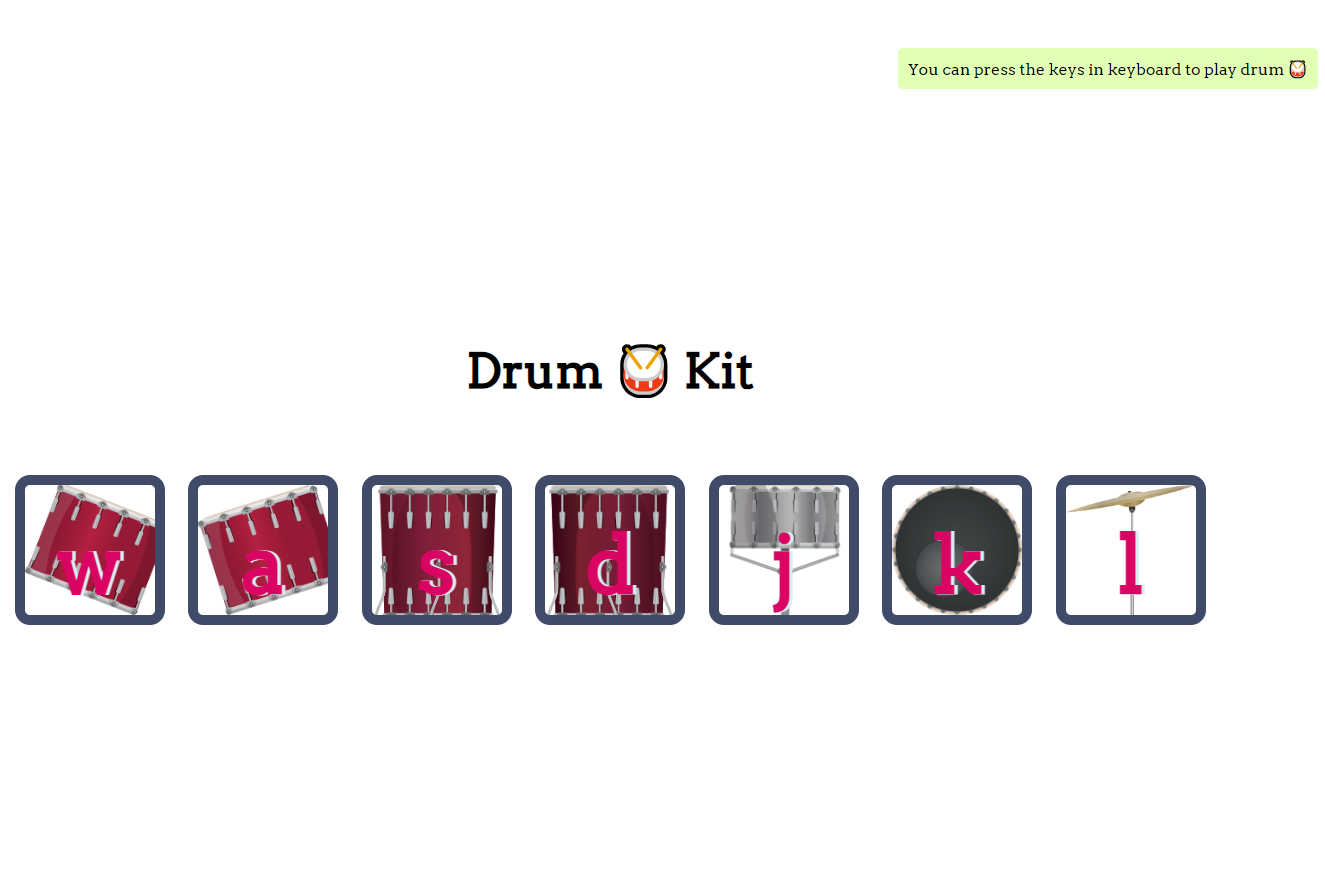 You can press the keys in keyboard to play drum 🥁
Drum 🥁 Kit
w a s d j k l